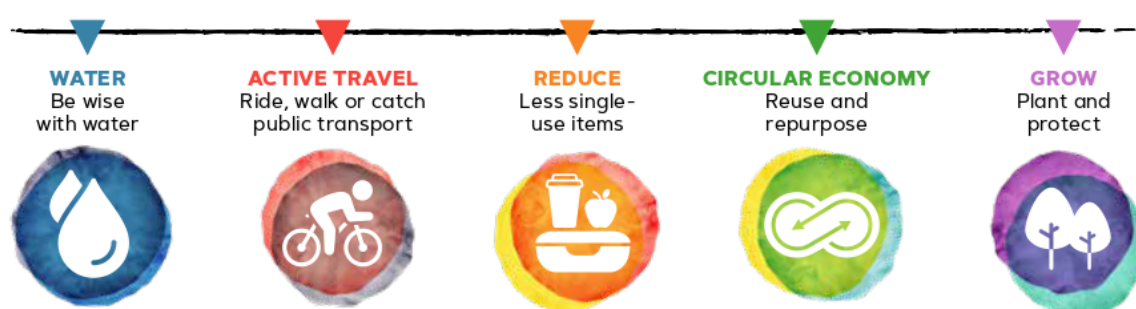 WATER
Be wise
with water
ACTIVE TRAVEL
Ride, walk or catch
public transport
REDUCE
Less single-
use items
CIRCULAR ECONOMY
Reuse and
repurpose
GROW
Plant and
protect